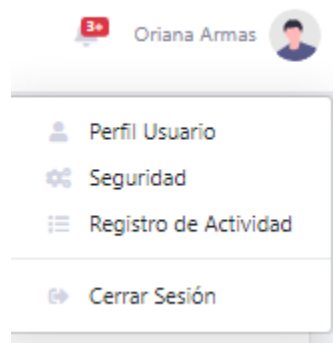 3+
Oriana Armas
Perfil Usuario
Seguridad
Registro de Actividad
Cerrar Sesión